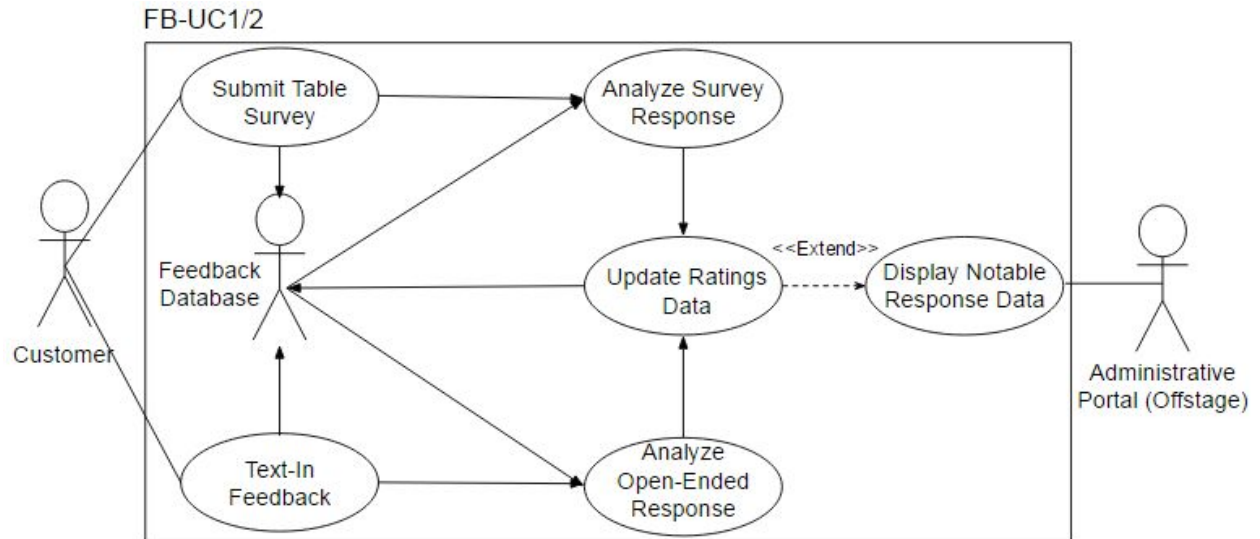 FB-UC1/2
Submit Table
Survey
Analyze Survey
Response
Customer
Feedback
Database
Update Ratings
Data
<<Extend>>
Display Notable
Response Data
Administrative
Portal (Offstage)
Text-In
Feedback
Analyze
Open-Ended
Response